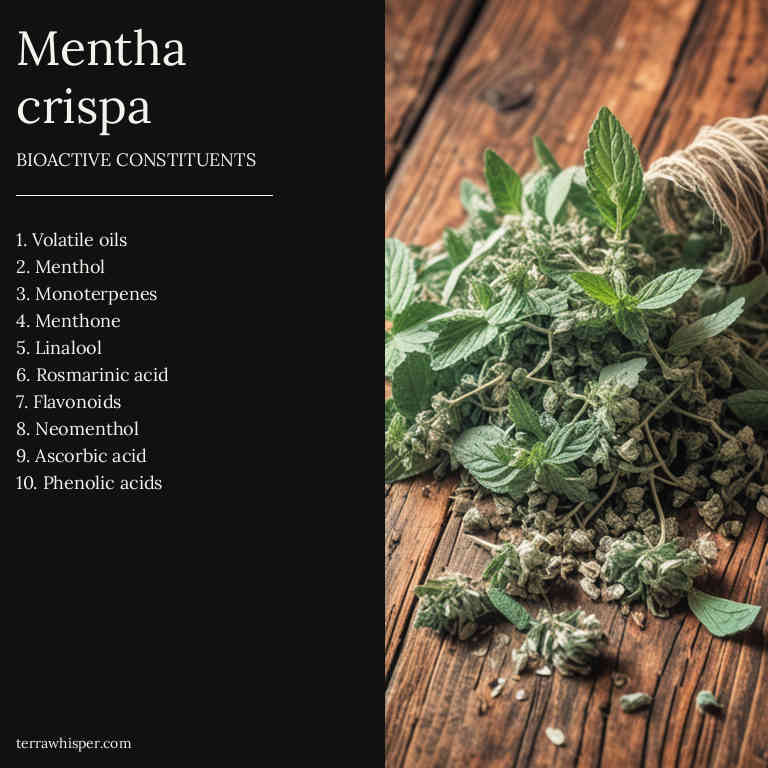 Mentha
crispa
BIOACTIVE CONSTITUENTS
1. Volatile oils
2. Menthol
3. Monoterpenes
4. Menthone
5. Linalool
6. Rosmarinic acid
7. Flavonoids
8. Neomenthol
9. Ascorbic acid
10. Phenolic acids
terrawhisper.com